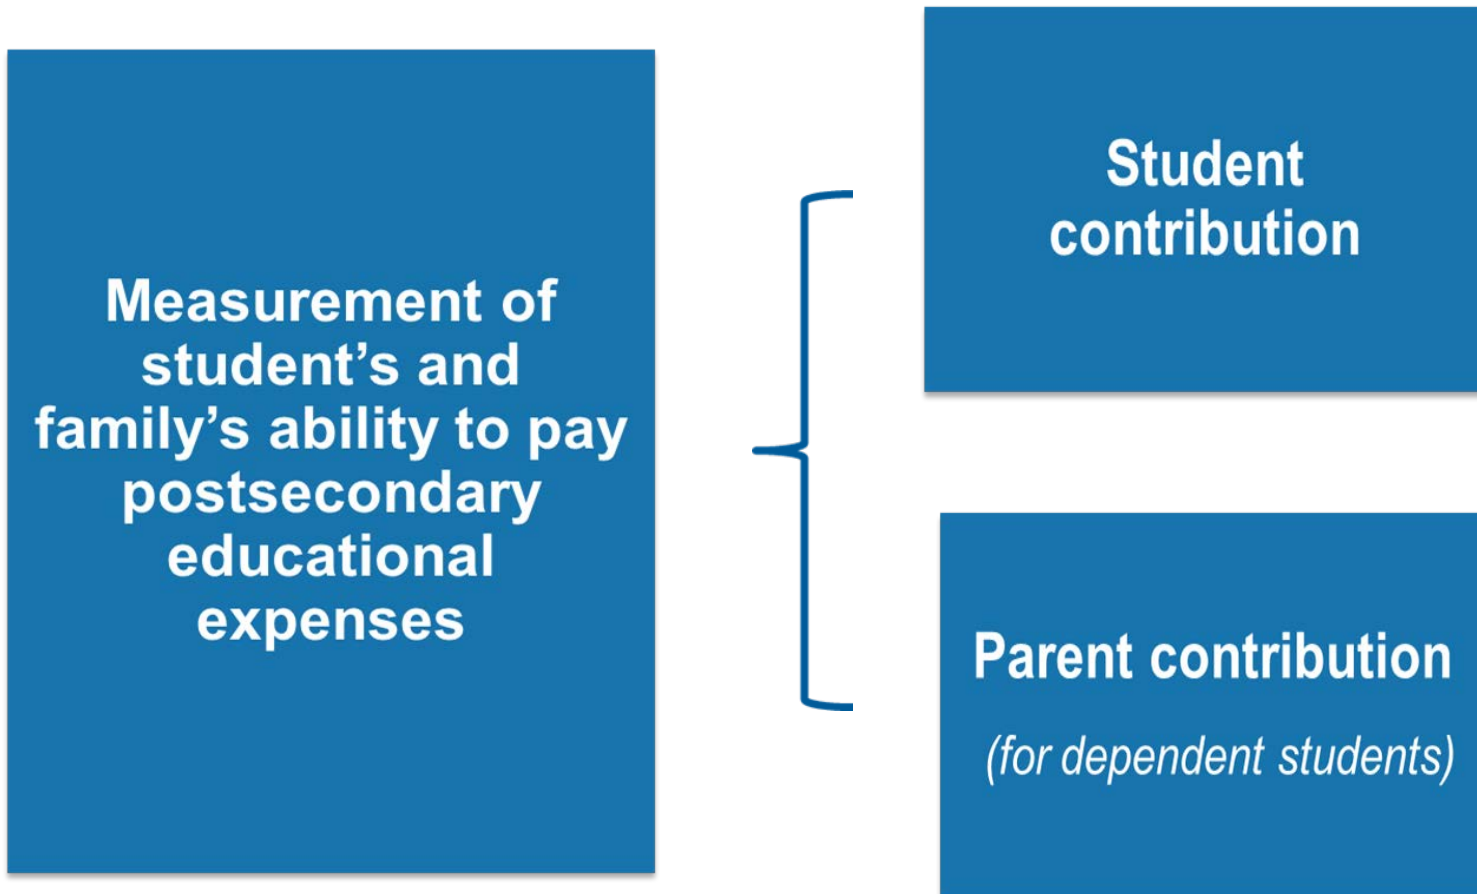 Measurement of
student’s and
family’s ability to pay
postsecondary
educational
expenses
Student
contribution
Parent contribution
(for dependent students)